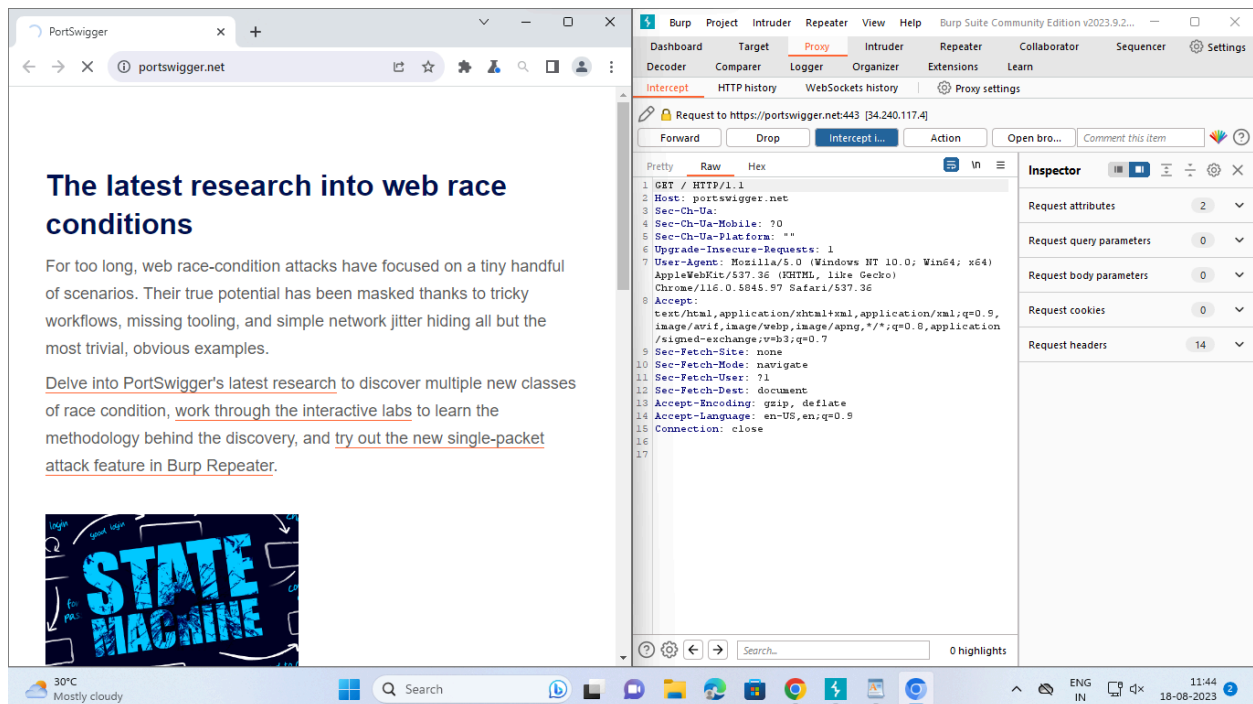 PortSwigger
portswigger.net
The latest research into web race
conditions
For too long, web race-condition attacks have focused on a tiny handful
of scenarios. Their true potential has been masked thanks to tricky
workflows, missing tooling, and simple network jitter hiding all but the
most trivial, obvious examples.
Delve into PortSwigger's latest research to discover multiple new classes
of race condition, work through the interactive labs to learn the
methodology behind the discovery, and try out the new single-packet
attack feature in Burp Repeater.
login
good login
STATE
MACHINE
Burp Project Intruder Repeater View Help Burp Suite Community Edition v2023.9.2...
Dashboard Target Proxy Intruder Repeater Collaborator Sequencer Settings
Decoder Comparer Logger Organizer Extensions Learn
Intercept HTTP history WebSockets history Proxy settings
Request to https://portswigger.net:443 [34.240.117.4]
Forward Drop Intercept i... Action Open bro... Comment this item
Pretty Raw Hex \n
1 GET / HTTP/1.1
2 Host: portswigger.net
3 Sec-Ch-Ua:
4 Sec-Ch-Ua-Mobile: ?0
5 Sec-Ch-Ua-Platform: ""
6 Upgrade-Insecure-Requests: 1
7 User-Agent: Mozilla/5.0 (Windows NT 10.0; Win64; x64)
AppleWebKit/537.36 (KHTML, like Gecko)
Chrome/116.0.5845.97 Safari/537.36
8 Accept:
text/html,application/xhtml+xml,application/xml;q=0.9,
image/avif,image/webp,image/apng,*/*;q=0.8,application
/signed-exchange;v=b3;q=0.7
9 Sec-Fetch-Site: none
10 Sec-Fetch-Mode: navigate
11 Sec-Fetch-User: ?1
12 Sec-Fetch-Dest: document
13 Accept-Encoding: gzip, deflate
14 Accept-Language: en-US,en;q=0.9
15 Connection: close
16
17
Inspector
Request attributes 2
Request query parameters 0
Request body parameters 0
Request cookies 0
Request headers 14
Search... 0 highlights
30°C
Mostly cloudy
Search
ENG
IN
11:44
18-08-2023
2